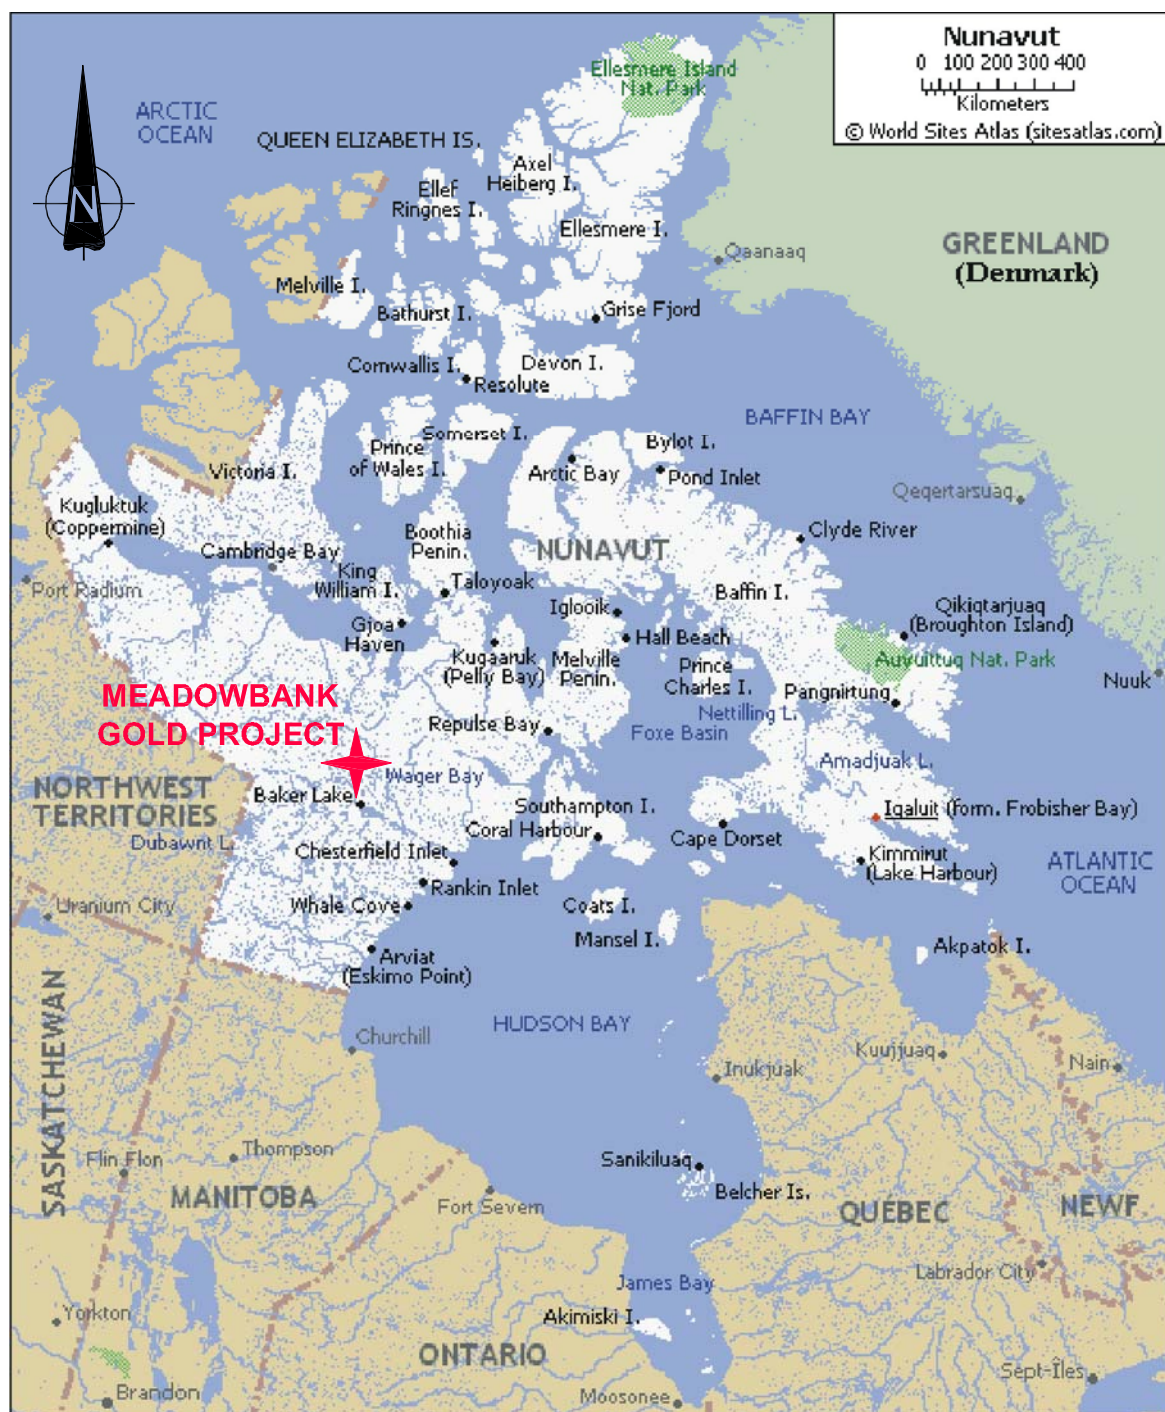 Nunavut
0 100 200 300 400
Kilometers
© World Sites Atlas (sitesatlas.com)
Ellesmere Island
Nat. Park
ARCTIC
OCEAN
QUEEN ELIZABETH IS.
N
Axel
Heiberg I.
Ellef
Ringnes I.
Ellesmere I.
Qaanaaq
GREENLAND
(Denmark)
Melville I.
Bathurst I.
Grise Fjord
Cornwallis I.
Devon I.
Resolute
BAFFIN BAY
Somerset I.
Prince
of Wales I.
Bylot I.
Victoria I.
Arctic Bay
Pond Inlet
Qeqertarsuaq
Kugluktuk
(Coppermine)
Boothia
Penin.
Clyde River
Cambridge Bay
NUNAVUT
Port Radium
King
William I.
Taloyoak
Baffin I.
Iglooik
Qikiqtarjuaq
(Broughton Island)
Gjoa
Haven
Hall Beach
Kugaaruk
(Pelly Bay)
Melville
Penin.
Prince
Charles I.
Auyuittuq Nat. Park
Nuuk
MEADOWBANK
GOLD PROJECT
Pangnirtung
Nettilling L.
Repulse Bay
Foxe Basin
Wager Bay
Amadjuak L.
NORTHWEST
TERRITORIES
Baker Lake
Southampton I.
Iqaluit (form. Frobisher Bay)
Dubawnt L.
Coral Harbour
Cape Dorset
Chesterfield Inlet
Kimmirut
(Lake Harbour)
ATLANTIC
OCEAN
Rankin Inlet
Uranium City
Whale Cove
Coats I.
Mansel I.
Akpatok I.
Arviat
(Eskimo Point)
SASKATCHEWAN
HUDSON BAY
Churchill
Kuujjuaq
Inukjuak
Nain
Thompson
Flin Flon
Sanikiluaq
MANITOBA
Belcher Is.
Fort Severn
QUEBEC
NEWF.
James Bay
Labrador City
Yorkton
Akimiski I.
ONTARIO
Sept-Îles
Brandon
Moosonee